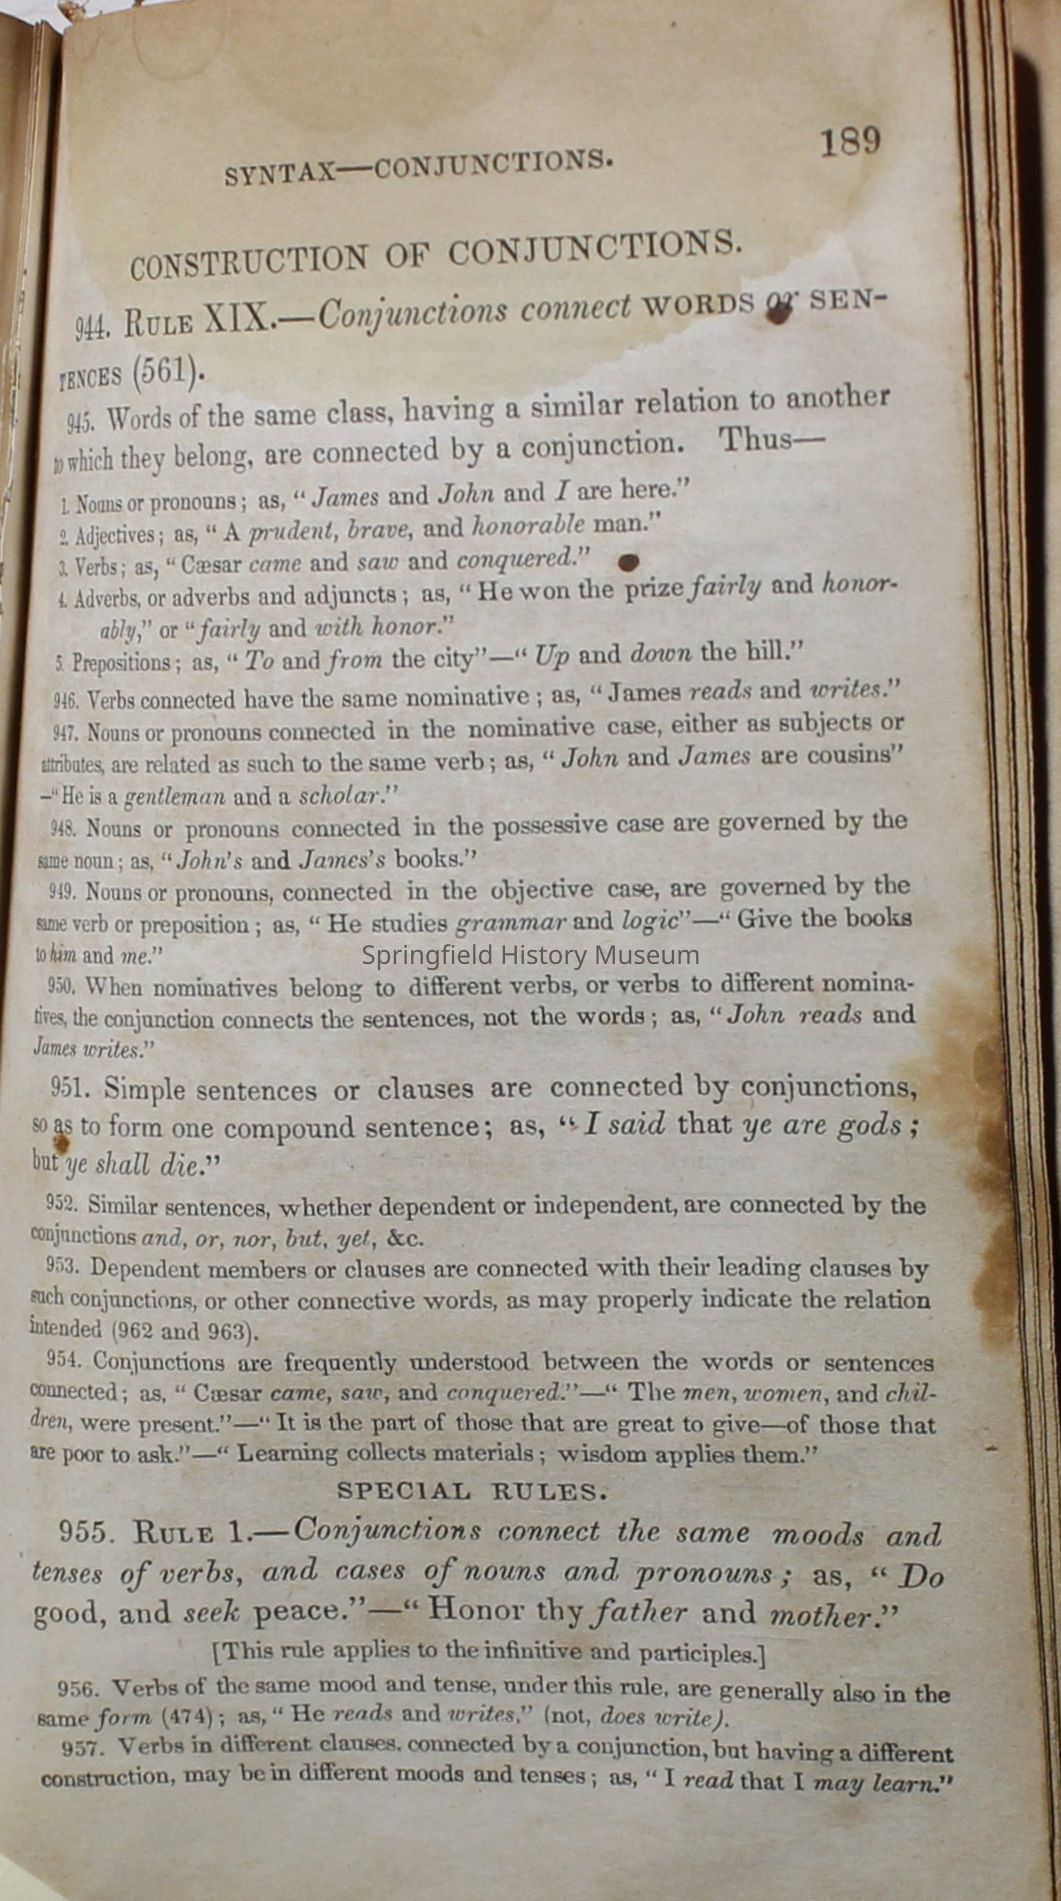 189
SYNTAX—CONJUNCTIONS.
CONSTRUCTION OF CONJUNCTIONS.
944. RULE XIX.—Conjunctions connect WORDS or SEN-
TENCES (561).
945. Words of the same class, having a similar relation to another
to which they belong, are connected by a conjunction. Thus—
1. Nouns or pronouns; as, "James and John and I are here."
2. Adjectives; as, "A prudent, brave, and honorable man."
3. Verbs; as, "Cæsar came and saw and conquered."
4. Adverbs, or adverbs and adjuncts; as, "He won the prize fairly and honor-
ably," or "fairly and with honor."
5. Prepositions; as, "To and from the city"—"Up and down the hill."
946. Verbs connected have the same nominative; as, "James reads and writes."
947. Nouns or pronouns connected in the nominative case, either as subjects or
attributes, are related as such to the same verb; as, "John and James are cousins"
—"He is a gentleman and a scholar."
948. Nouns or pronouns connected in the possessive case are governed by the
same noun; as, "John's and James's books."
949. Nouns or pronouns, connected in the objective case, are governed by the
same verb or preposition; as, "He studies grammar and logic"—"Give the books
to him and me."
Springfield History Museum
950. When nominatives belong to different verbs, or verbs to different nomina-
tives, the conjunction connects the sentences, not the words; as, "John reads and
James writes."
951. Simple sentences or clauses are connected by conjunctions,
so as to form one compound sentence; as, "I said that ye are gods;
but ye shall die."
952. Similar sentences, whether dependent or independent, are connected by the
conjunctions and, or, nor, but, yet, &c.
953. Dependent members or clauses are connected with their leading clauses by
such conjunctions, or other connective words, as may properly indicate the relation
intended (962 and 963).
954. Conjunctions are frequently understood between the words or sentences
connected; as, "Cæsar came, saw, and conquered."—"The men, women, and chil-
dren, were present."—"It is the part of those that are great to give—of those that
are poor to ask."—"Learning collects materials; wisdom applies them."
SPECIAL RULES.
955. RULE 1.—Conjunctions connect the same moods and
tenses of verbs, and cases of nouns and pronouns; as, "Do
good, and seek peace."—"Honor thy father and mother."
[This rule applies to the infinitive and participles.]
956. Verbs of the same mood and tense, under this rule, are generally also in the
same form (474); as, "He reads and writes," (not, does write).
957. Verbs in different clauses, connected by a conjunction, but having a different
construction, may be in different moods and tenses; as, "I read that I may learn."